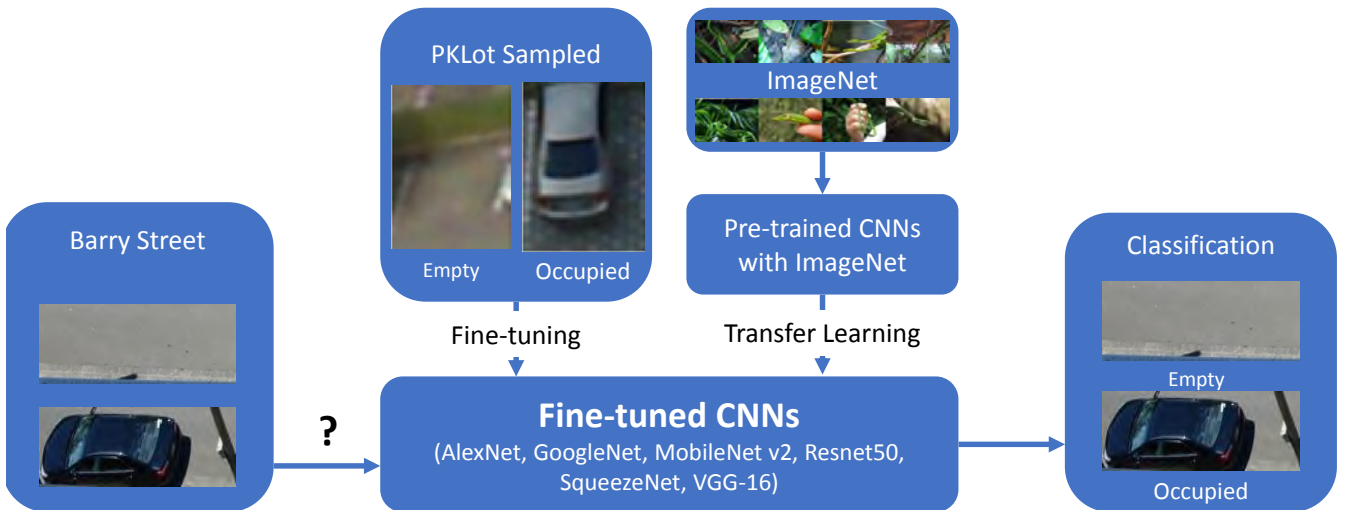 PKLot Sampled
Empty
Occupied
ImageNet
Pre-trained CNNs
with ImageNet
Barry Street
Fine-tuning
Transfer Learning
?
Fine-tuned CNNs
(AlexNet, GoogleNet, MobileNet v2, Resnet50,
SqueezeNet, VGG-16)
Classification
Empty
Occupied